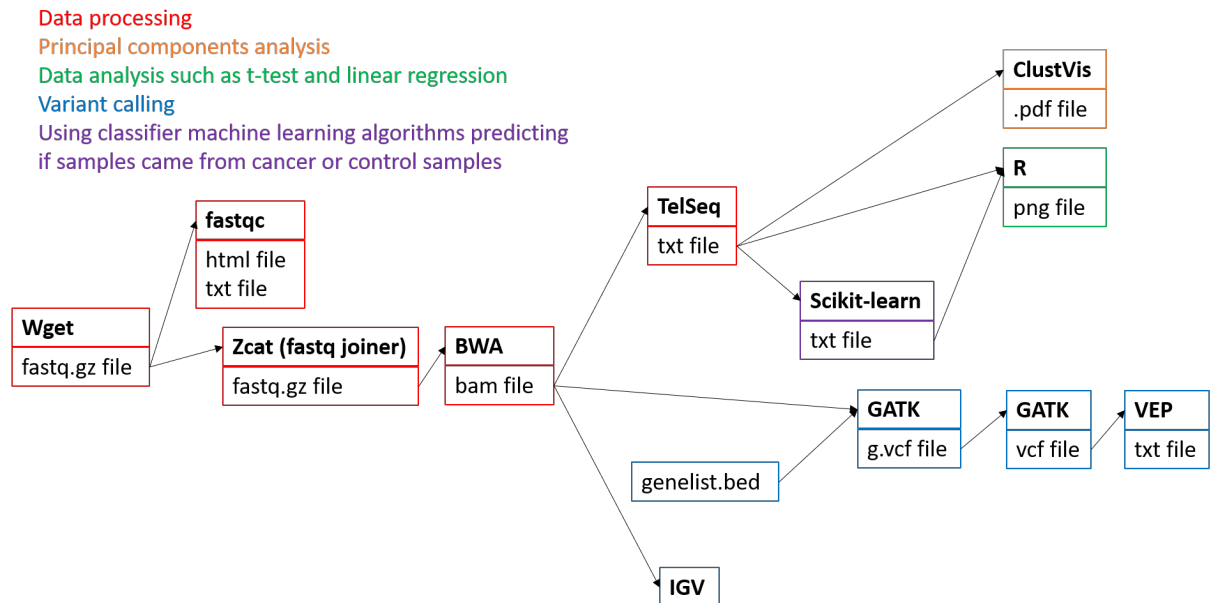 Data processing
Principal components analysis
Data analysis such as t-test and linear regression
Variant calling
Using classifier machine learning algorithms predicting
if samples came from cancer or control samples
ClustVis
.pdf file
R
png file
TelSeq
txt file
fastqc
html file
txt file
Scikit-learn
txt file
Wget
fastq.gz file
Zcat (fastq joiner)
fastq.gz file
BWA
bam file
GATK
g.vcf file
GATK
vcf file
VEP
txt file
genelist.bed
IGV